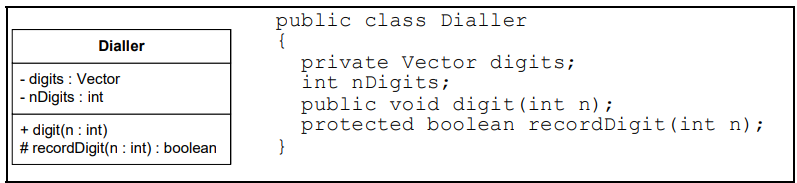 Dialler
- digits : Vector
- nDigits : int
+ digit(n : int)
# recordDigit(n : int) : boolean
public class Dialler
{
private Vector digits;
int nDigits;
public void digit(int n);
protected boolean recordDigit(int n);
}